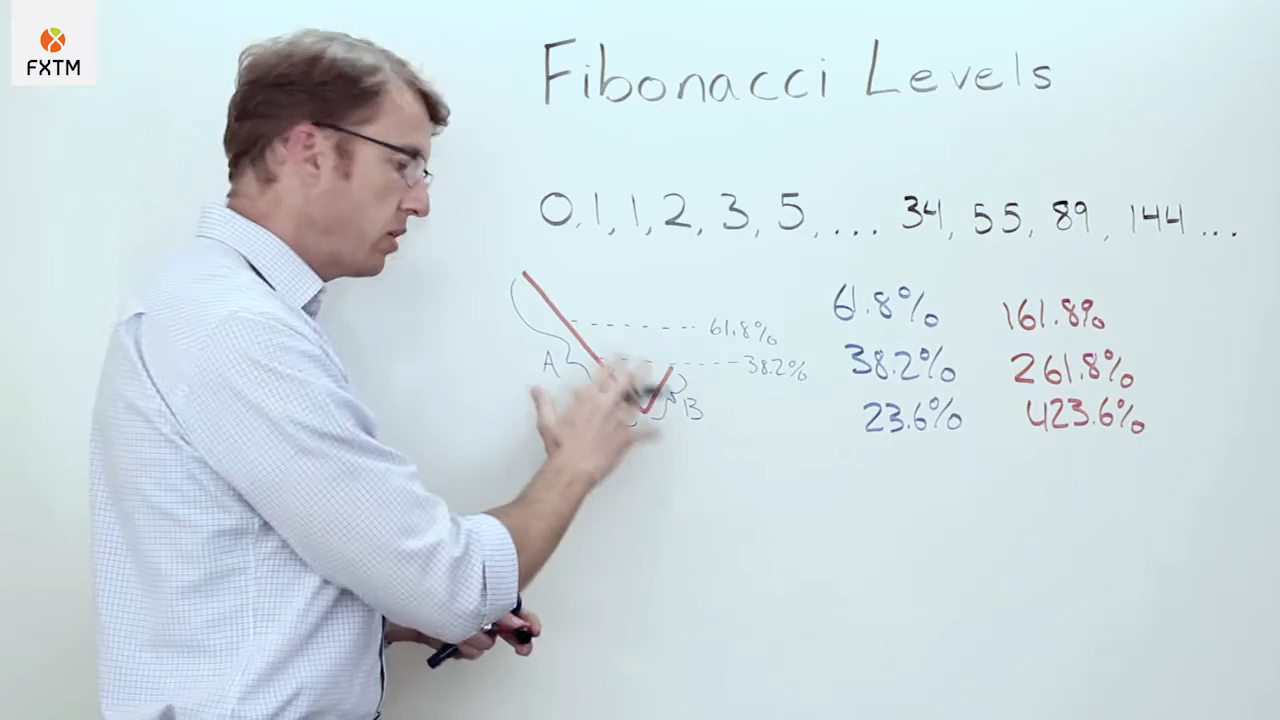 FXTM
Fibonacci Levels
0, 1, 1, 2, 3, 5, ... 34, 55, 89, 144 ...
61.8% 161.8%
61.8%
A 38.2% 38.2% 261.8%
B 23.6% 423.6%